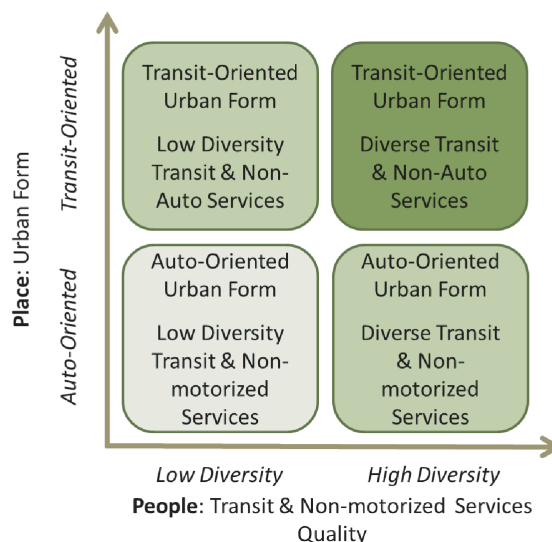 Place: Urban Form
Transit-Oriented
Auto-Oriented
Transit-Oriented
Urban Form
Low Diversity
Transit & Non-
Auto Services
Transit-Oriented
Urban Form
Diverse Transit
& Non-Auto
Services
Auto-Oriented
Urban Form
Low Diversity
Transit & Non-
motorized
Services
Auto-Oriented
Urban Form
Diverse Transit
& Non-
motorized
Services
Low Diversity
High Diversity
People: Transit & Non-motorized Services
Quality